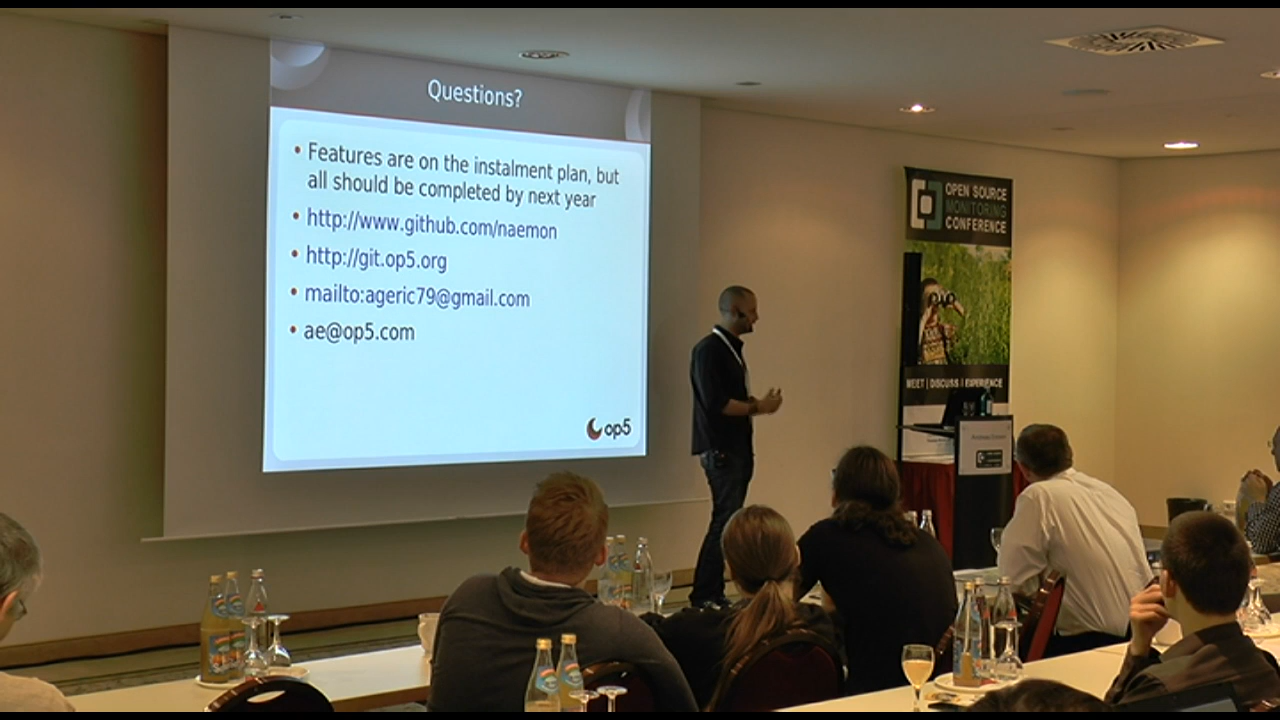 Questions?
• Features are on the instalment plan, but
all should be completed by next year
• http://www.github.com/naemon
• http://git.op5.org
• mailto:ageric79@gmail.com
• ae@op5.com
op5
OPEN SOURCE
MONITORING
CONFERENCE
MEET | DISCUSS | EXPERIENCE